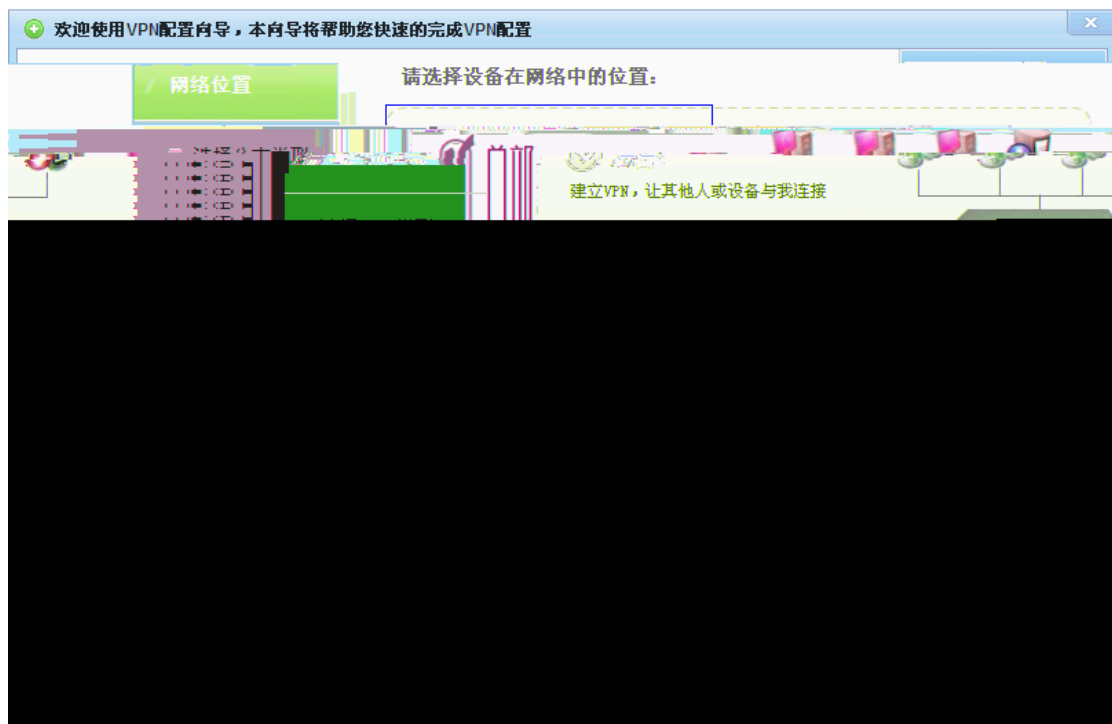 欢迎使用VPN配置向导，本向导将帮助您快速的完成VPN配置
网络位置
请选择设备在网络中的位置：
总部
建立VPN，让其他人或设备与我连接